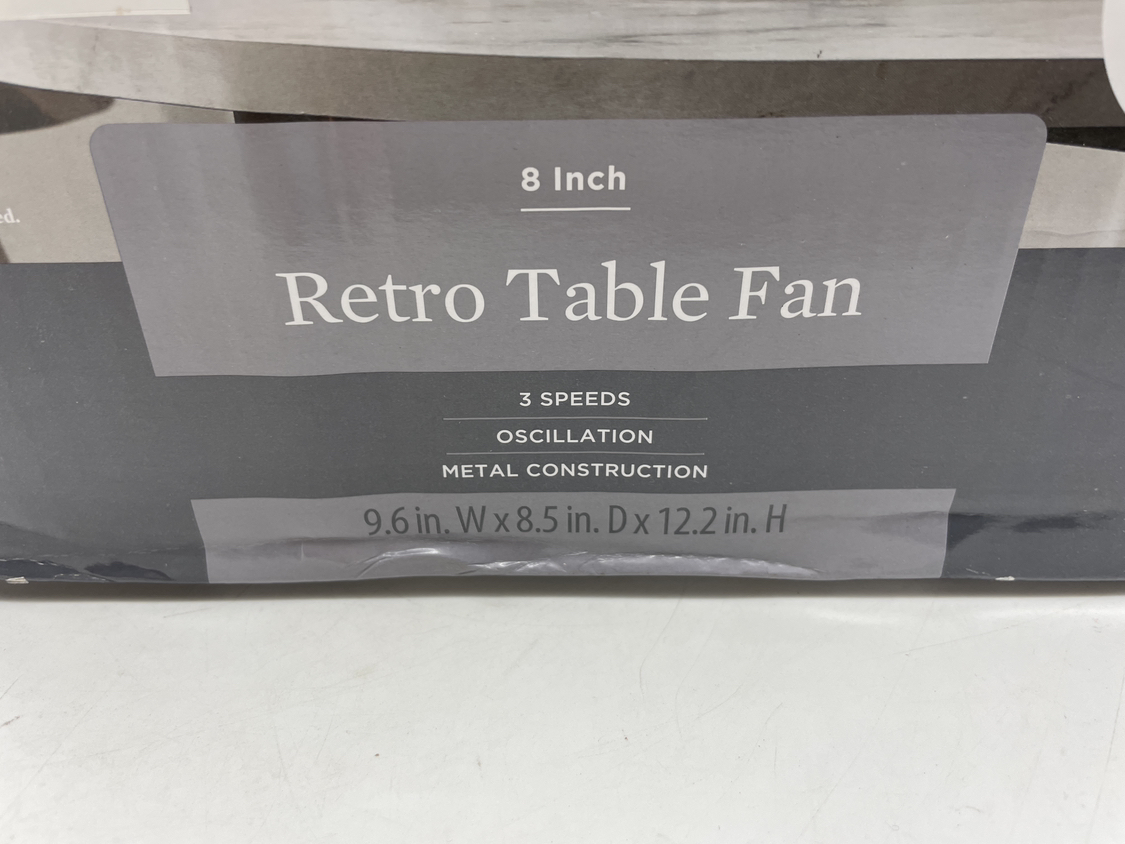 8 Inch
Retro Table Fan
3 SPEEDS
OSCILLATION
METAL CONSTRUCTION
9.6 in. W x 8.5 in. D x 12.2 in. H